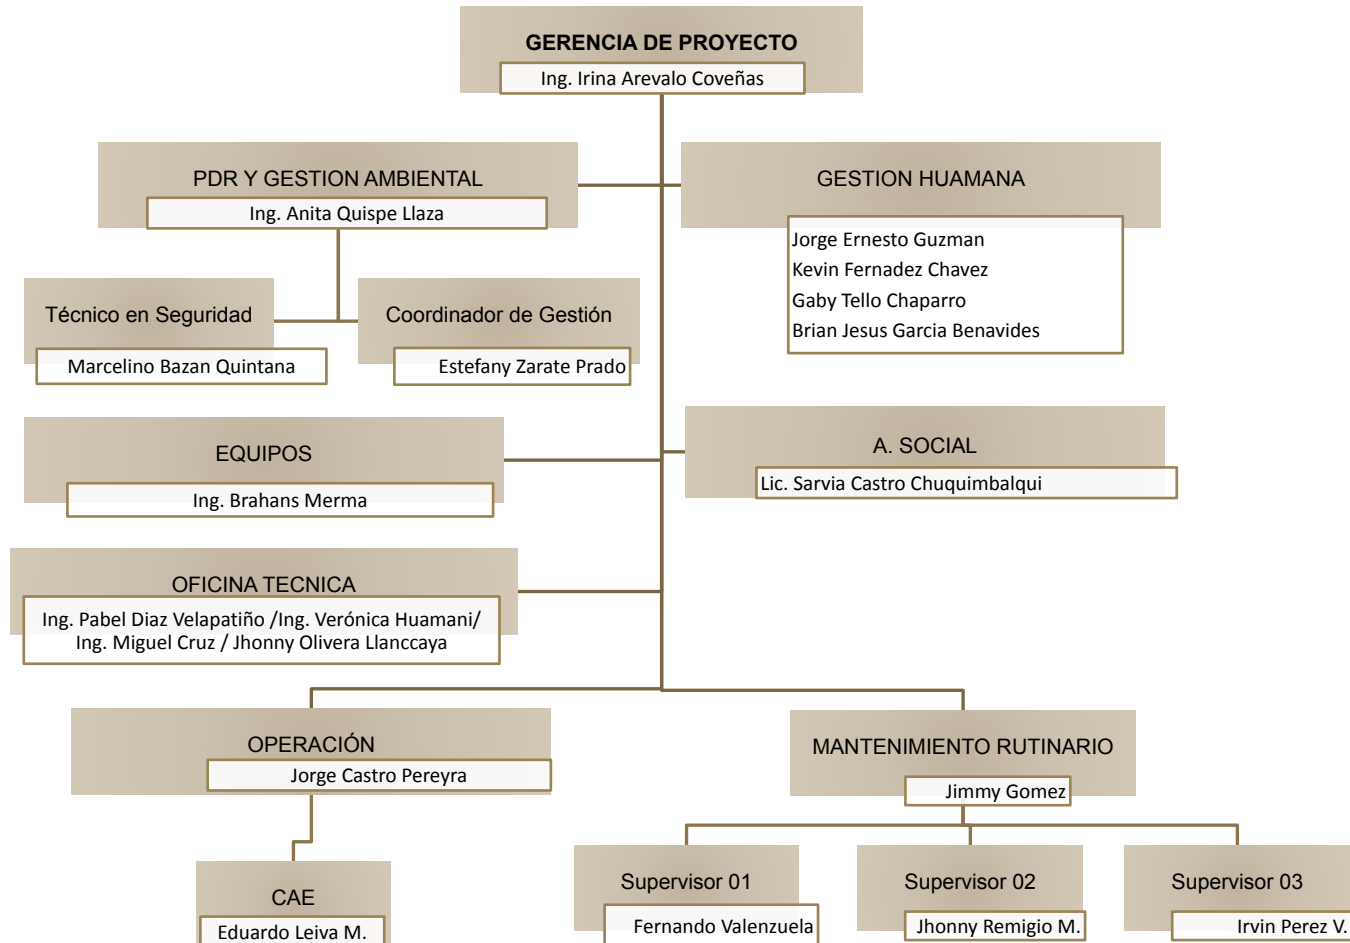 GERENCIA DE PROYECTO
Ing. Irina Arevalo Coveñas
PDR Y GESTION AMBIENTAL
Ing. Anita Quispe Llaza
GESTION HUAMANA
Jorge Ernesto Guzman
Kevin Fernadez Chavez
Gaby Tello Chaparro
Brian Jesus Garcia Benavides
Técnico en Seguridad
Marcelino Bazan Quintana
Coordinador de Gestión
Estefany Zarate Prado
EQUIPOS
Ing. Brahans Merma
A. SOCIAL
Lic. Sarvia Castro Chuquimbalqui
OFICINA TECNICA
Ing. Pabel Diaz Velapatiño /Ing. Verónica Huamani/
Ing. Miguel Cruz / Jhonny Olivera Llanccaya
OPERACIÓN
Jorge Castro Pereyra
MANTENIMIENTO RUTINARIO
Jimmy Gomez
CAE
Eduardo Leiva M.
Supervisor 01
Fernando Valenzuela
Supervisor 02
Jhonny Remigio M.
Supervisor 03
Irvin Perez V.